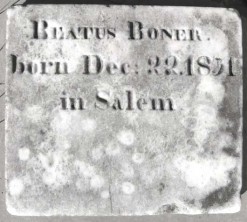 BEATUS BONER.
born Dec: 22.1851
in Salem